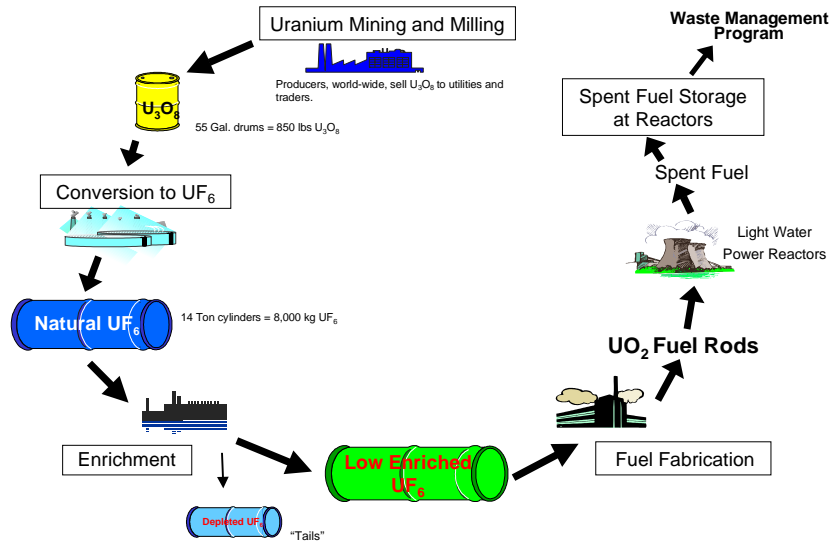 Uranium Mining and Milling
Producers, world-wide, sell U₃O₈ to utilities and
traders.
U₃O₈
55 Gal. drums = 850 lbs U₃O₈
Conversion to UF₆
Natural UF₆
14 Ton cylinders = 8,000 kg UF₆
Enrichment
Depleted UF₆
“Tails”
Low Enriched
UF₆
Fuel Fabrication
UO₂ Fuel Rods
Light Water
Power Reactors
Spent Fuel
Spent Fuel Storage
at Reactors
Waste Management
Program